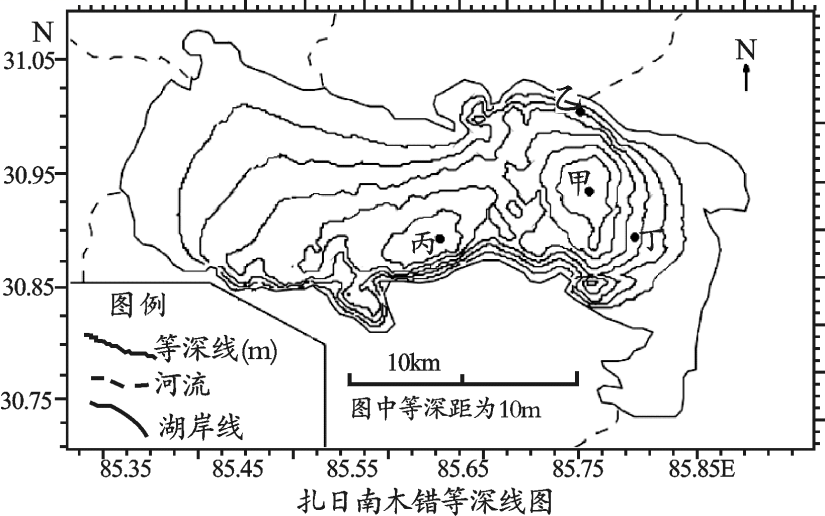 N
31.05
30.95
30.85
30.75
N
乙
甲
丙
丁
图例
等深线(m)
河流
湖岸线
10km
图中等深距为10m
85.35 85.45 85.55 85.65 85.75 85.85E
扎日南木错等深线图